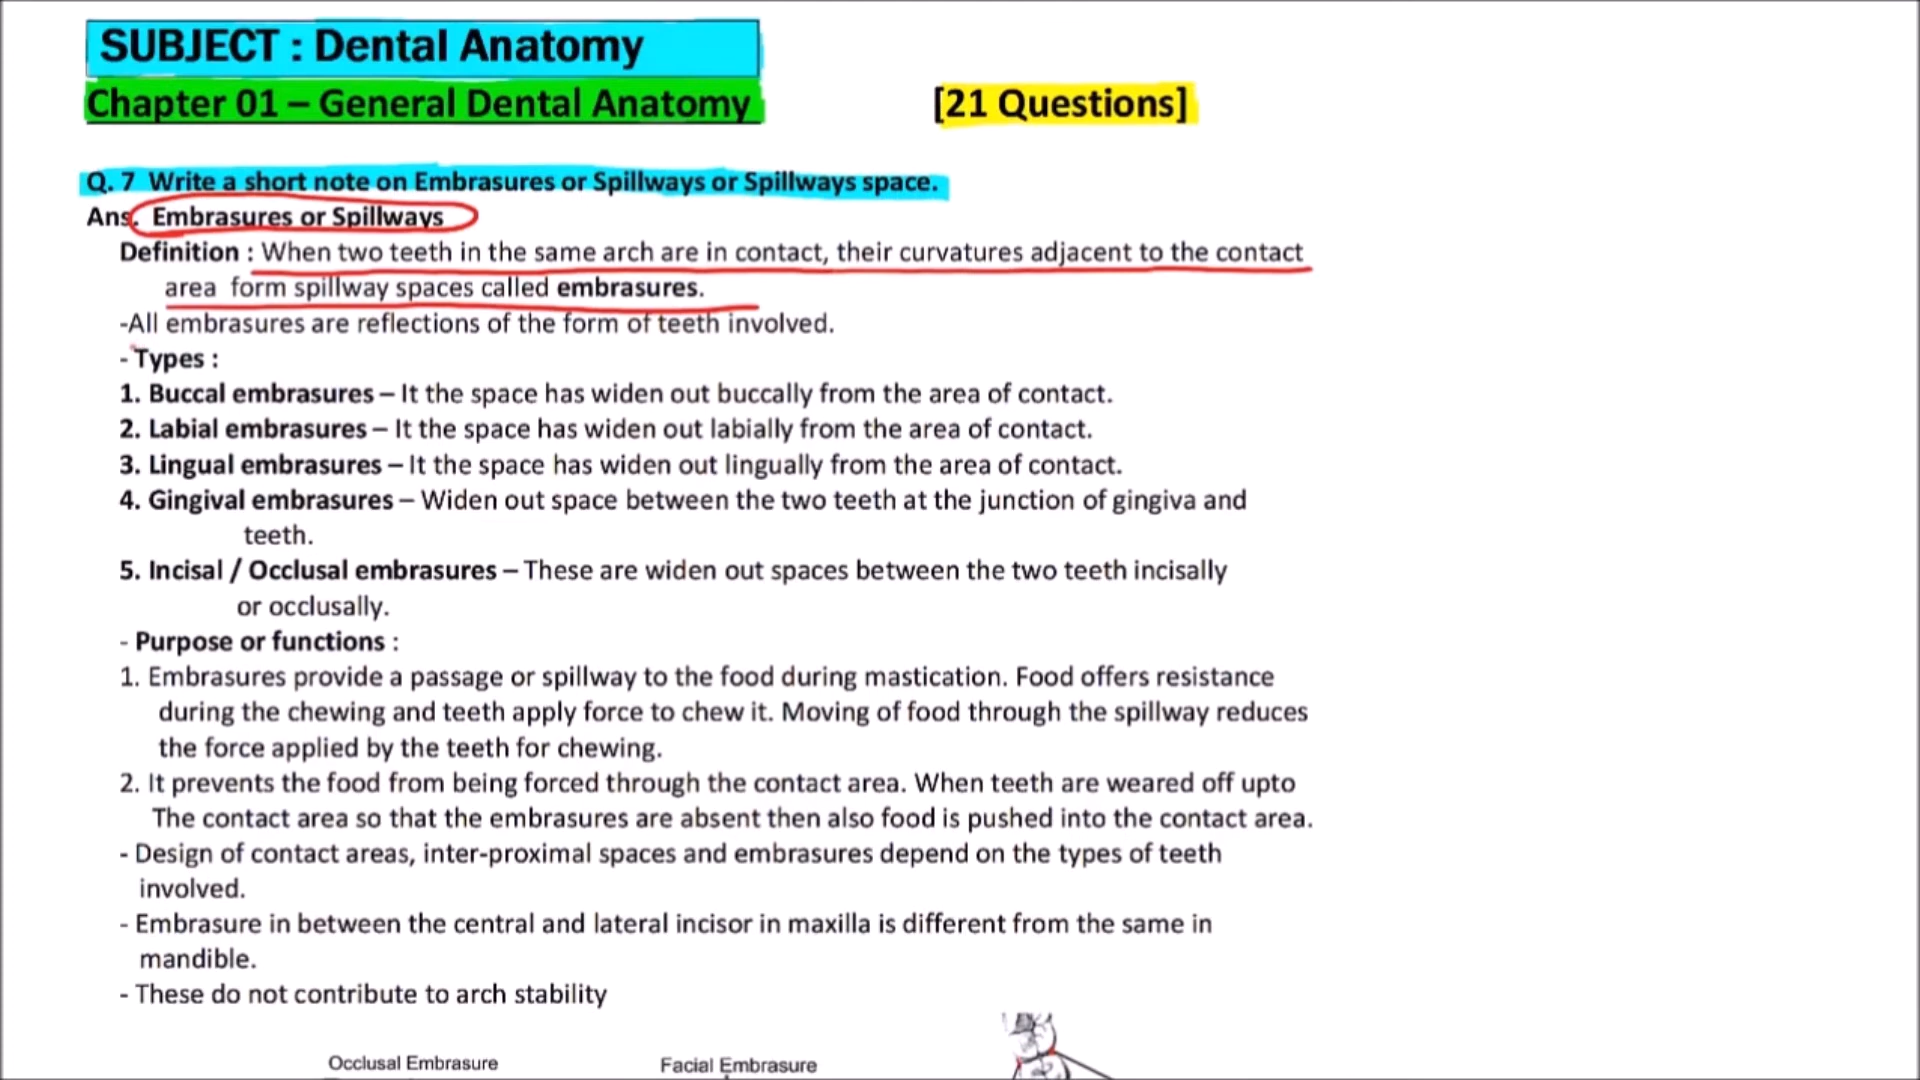 SUBJECT : Dental Anatomy
Chapter 01 – General Dental Anatomy [21 Questions]
Q. 7 Write a short note on Embrasures or Spillways or Spillways space.
Ans. Embrasures or Spillways
Definition : When two teeth in the same arch are in contact, their curvatures adjacent to the contact
area form spillway spaces called embrasures.
-All embrasures are reflections of the form of teeth involved.
- Types :
1. Buccal embrasures – It the space has widen out buccally from the area of contact.
2. Labial embrasures – It the space has widen out labially from the area of contact.
3. Lingual embrasures – It the space has widen out lingually from the area of contact.
4. Gingival embrasures – Widen out space between the two teeth at the junction of gingiva and
teeth.
5. Incisal / Occlusal embrasures – These are widen out spaces between the two teeth incisally
or occlusally.
- Purpose or functions :
1. Embrasures provide a passage or spillway to the food during mastication. Food offers resistance
during the chewing and teeth apply force to chew it. Moving of food through the spillway reduces
the force applied by the teeth for chewing.
2. It prevents the food from being forced through the contact area. When teeth are weared off upto
The contact area so that the embrasures are absent then also food is pushed into the contact area.
- Design of contact areas, inter-proximal spaces and embrasures depend on the types of teeth
involved.
- Embrasure in between the central and lateral incisor in maxilla is different from the same in
mandible.
- These do not contribute to arch stability
Occlusal Embrasure Facial Embrasure